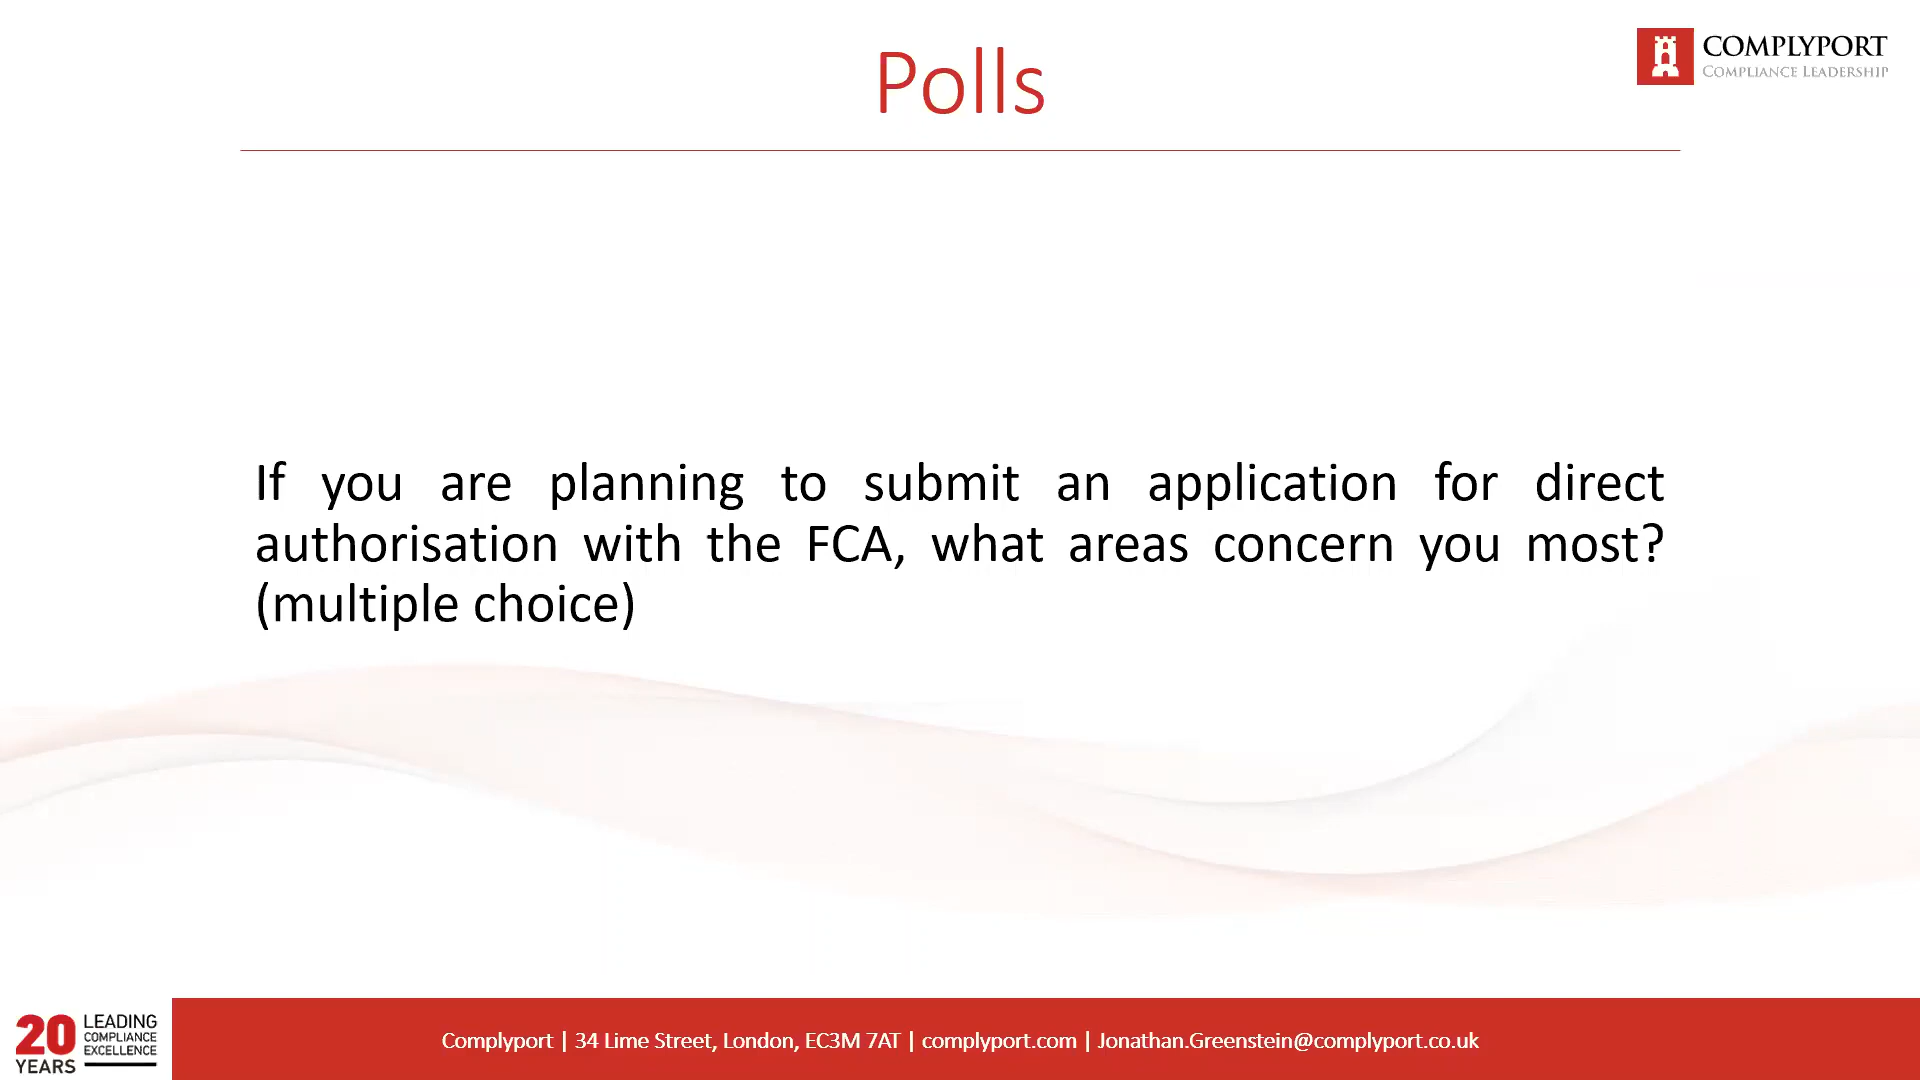 Polls
COMPLYPORT
COMPLIANCE LEADERSHIP
If you are planning to submit an application for direct
authorisation with the FCA, what areas concern you most?
(multiple choice)
20 YEARS
LEADING
COMPLIANCE
EXCELLENCE
Complyport | 34 Lime Street, London, EC3M 7AT | complyport.com | Jonathan.Greenstein@complyport.co.uk